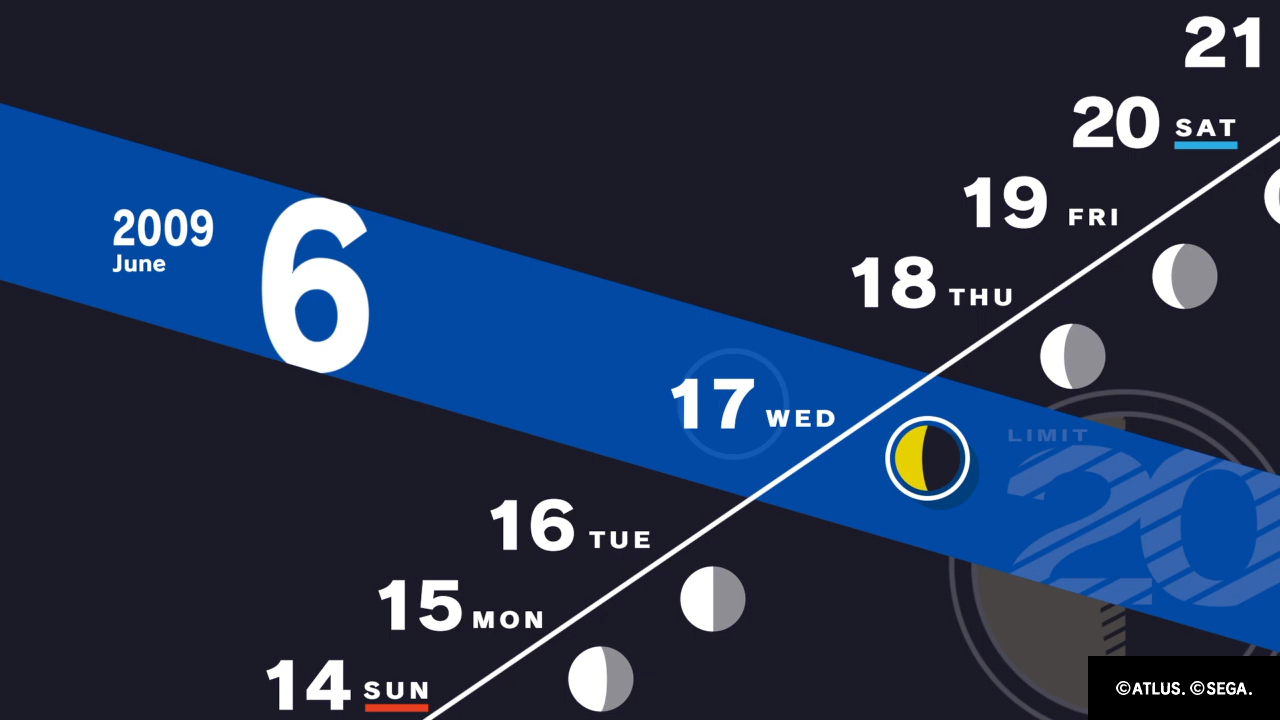 21
20 SAT
19 FRI
18 THU
2009
June
6
17 WED
LIMIT
20
16 TUE
15 MON
14 SUN
©ATLUS. ©SEGA.